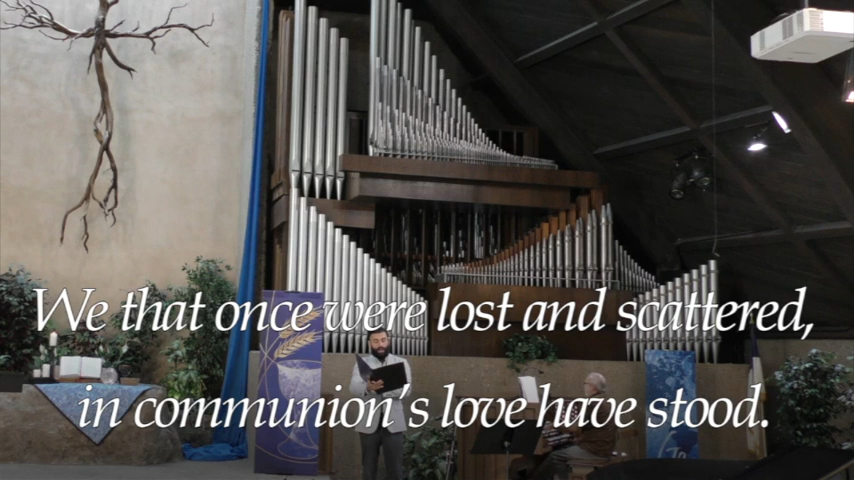 We that once were lost and scattered,
in communion's love have stood.